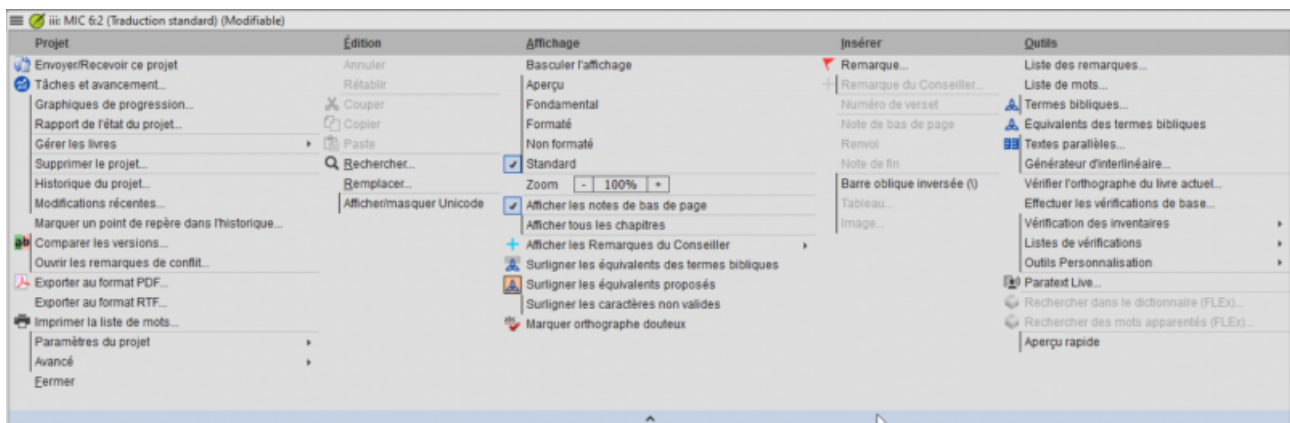 iii: MIC 6:2 (Traduction standard) (Modifiable)
Projet
Envoyer/Recevoir ce projet
Tâches et avancement...
Graphiques de progression...
Rapport de l'état du projet...
Gérer les livres
Supprimer le projet...
Historique du projet...
Modifications récentes...
Marquer un point de repère dans l'historique...
Comparer les versions...
Ouvrir les remarques de conflit...
Exporter au format PDF...
Exporter au format RTF...
Imprimer la liste de mots...
Paramètres du projet
Avancé
Fermer
Édition
Annuler
Rétablir
Couper
Copier
Paste
Rechercher...
Remplacer...
Afficher/masquer Unicode
Affichage
Basculer l'affichage
Aperçu
Fondamental
Formaté
Non formaté
Standard
Zoom - 100% +
Afficher les notes de bas de page
Afficher tous les chapitres
Afficher les Remarques du Conseiller
Surligner les équivalents des termes bibliques
Surligner les équivalents proposés
Surligner les caractères non valides
abc Marquer orthographe douteux
Insérer
Remarque...
Remarque du Conseiller...
Numéro de verset
Note de bas de page
Renvoi
Note de fin
Barre oblique inversée (\)
Tableau...
Image...
Outils
Liste des remarques...
Liste de mots...
Termes bibliques...
Équivalents des termes bibliques
Textes parallèles...
Générateur d'interlinéaire...
Vérifier l'orthographe du livre actuel...
Effectuer les vérifications de base...
Vérification des inventaires
Listes de vérifications
Outils Personnalisation
Paratext Live...
Rechercher dans le dictionnaire (FLEx)...
Rechercher des mots apparentés (FLEx)...
Aperçu rapide